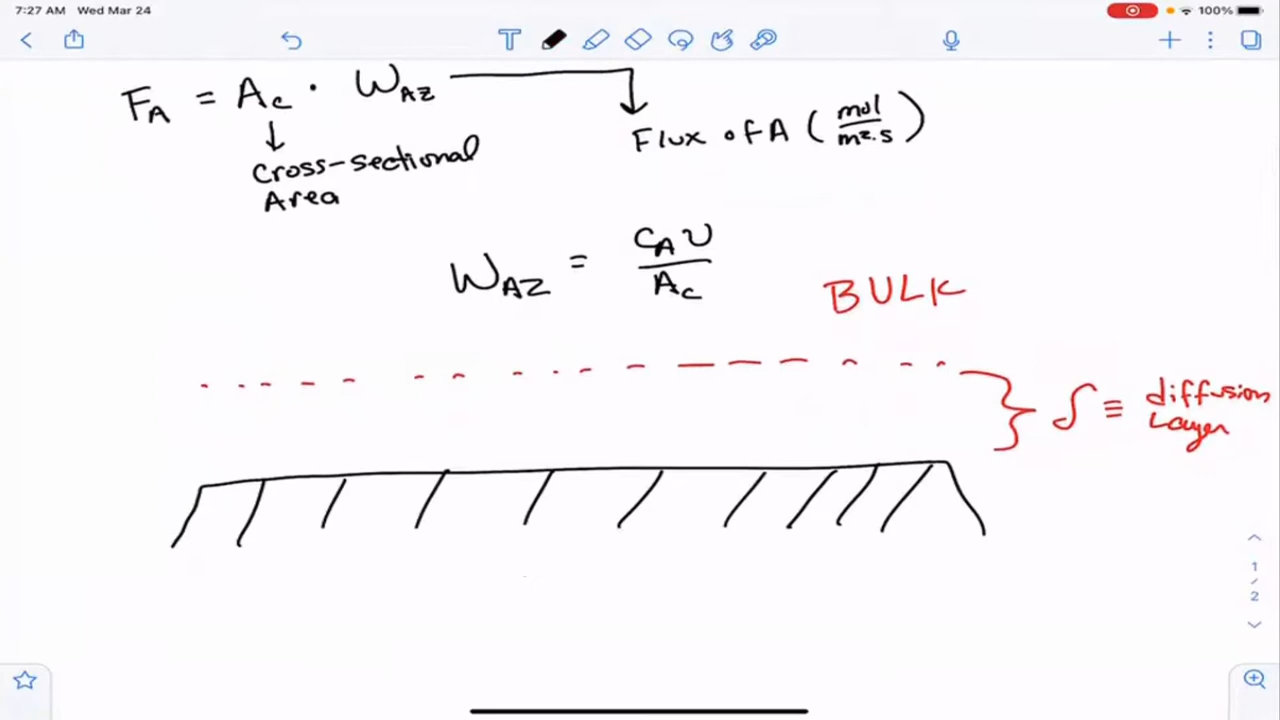 7:27 AM Wed Mar 24
100%
F_A = A_C · W_AZ
Flux of A (mol/m²·s)
Cross-sectional
Area
W_AZ = C_A υ / A_C
BULK
δ ≡ diffusion
Layer
1
/
2